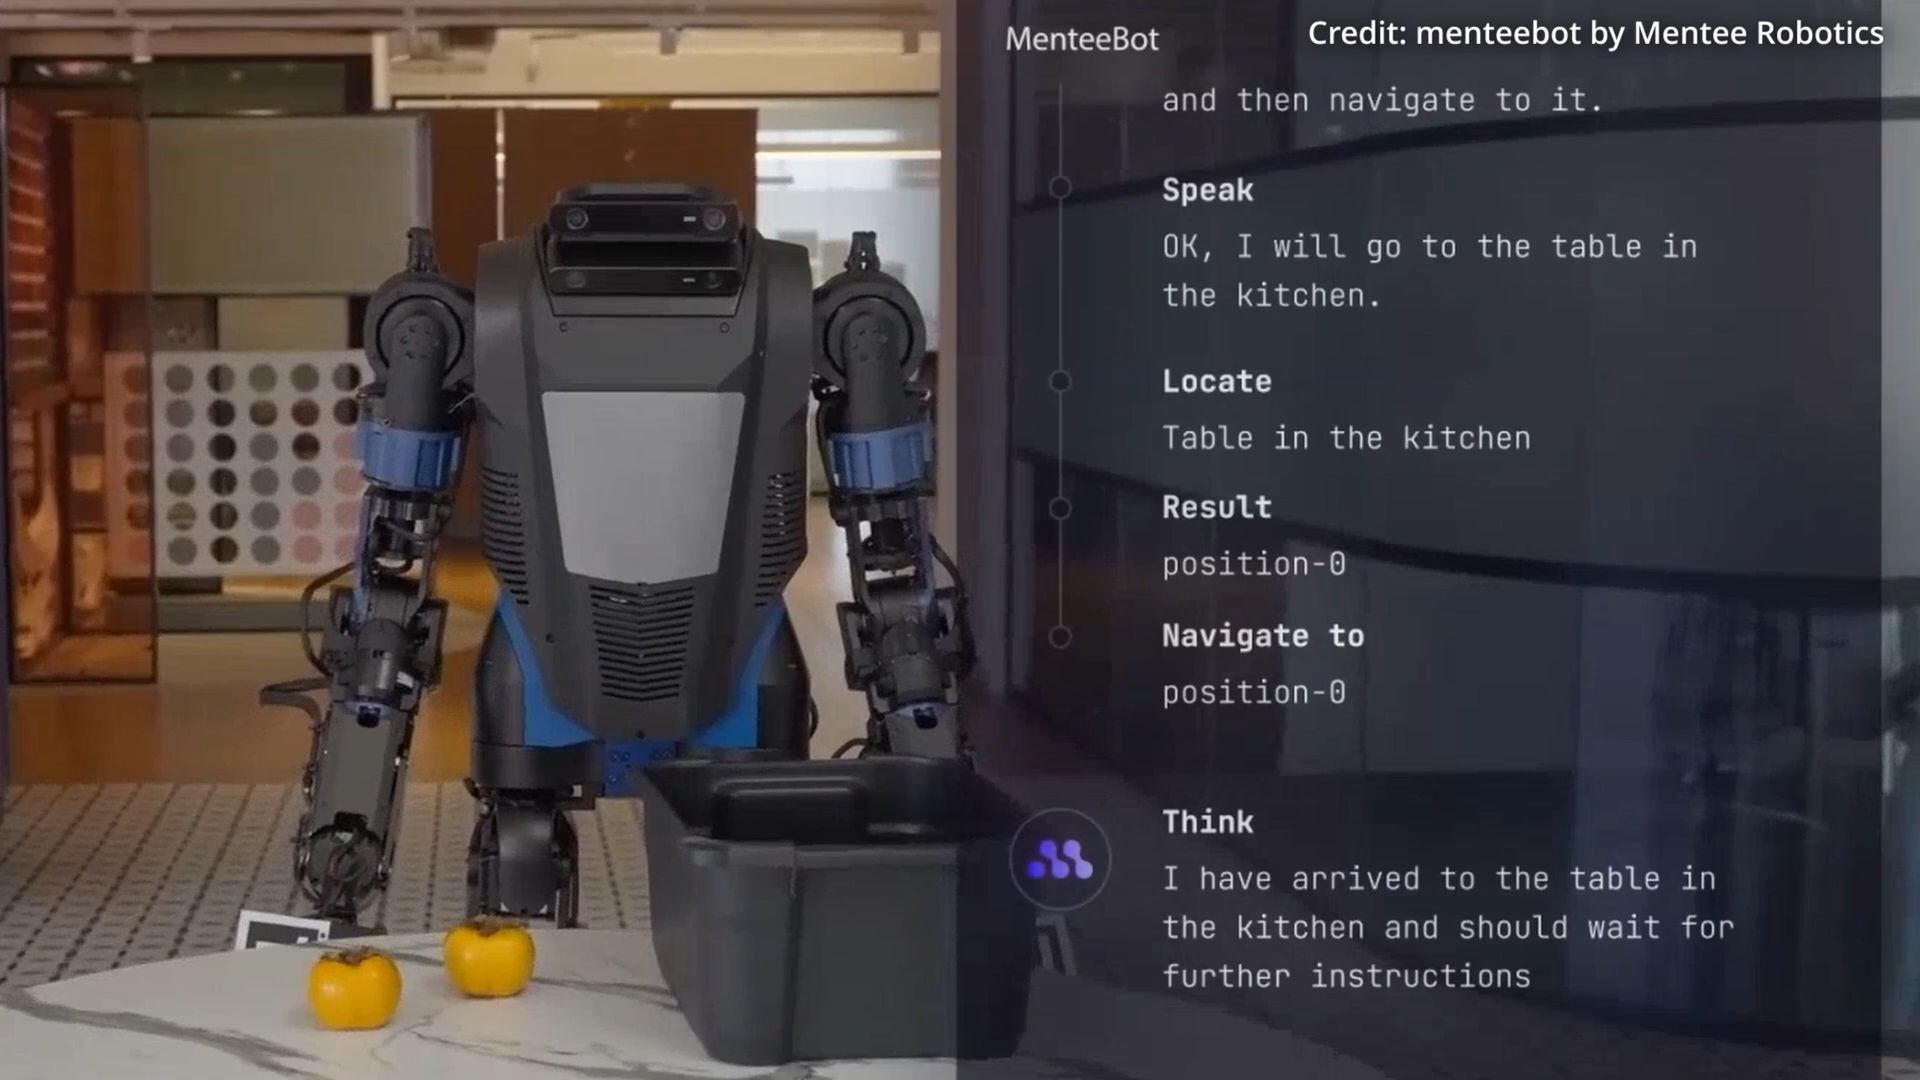 MenteeBot
Credit: menteebot by Mentee Robotics
and then navigate to it.
Speak
OK, I will go to the table in
the kitchen.
Locate
Table in the kitchen
Result
position-0
Navigate to
position-0
Think
I have arrived to the table in
the kitchen and should wait for
further instructions